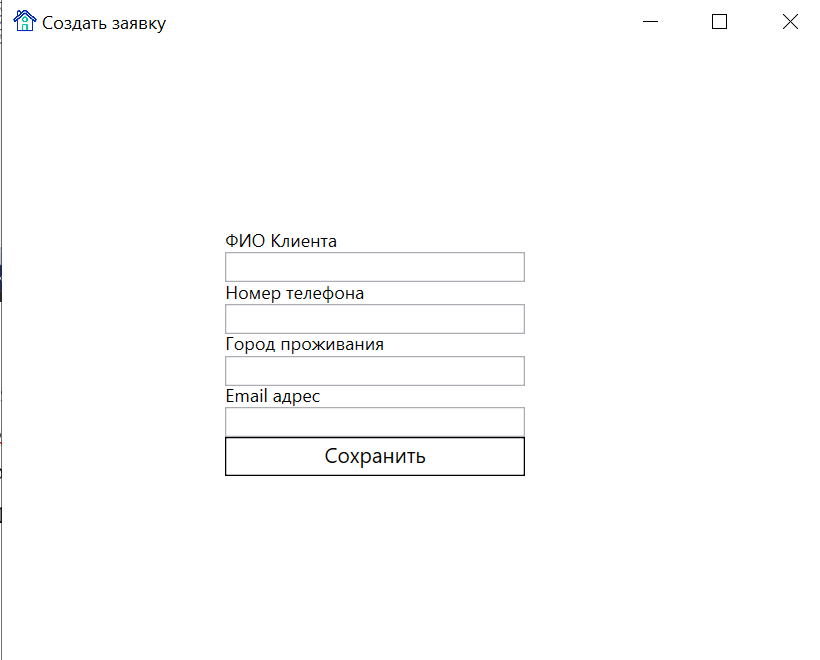 Создать заявку
ФИО Клиента
Номер телефона
Город проживания
Email адрес
Сохранить